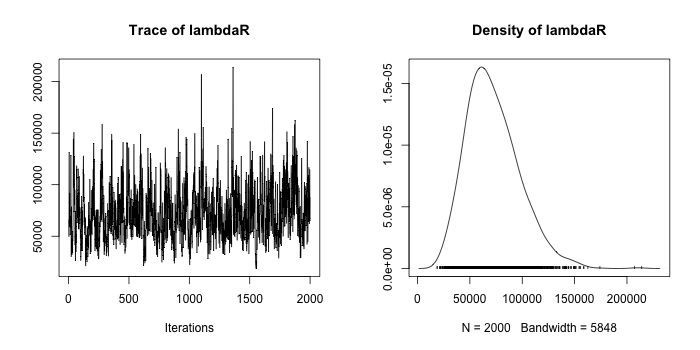 Trace of lambdaR
200000
150000
100000
50000
0
500
1000
1500
2000
Iterations
Density of lambdaR
1.5e-05
1.0e-05
5.0e-06
0.0e+00
0
50000
100000
150000
200000
N = 2000 Bandwidth = 5848